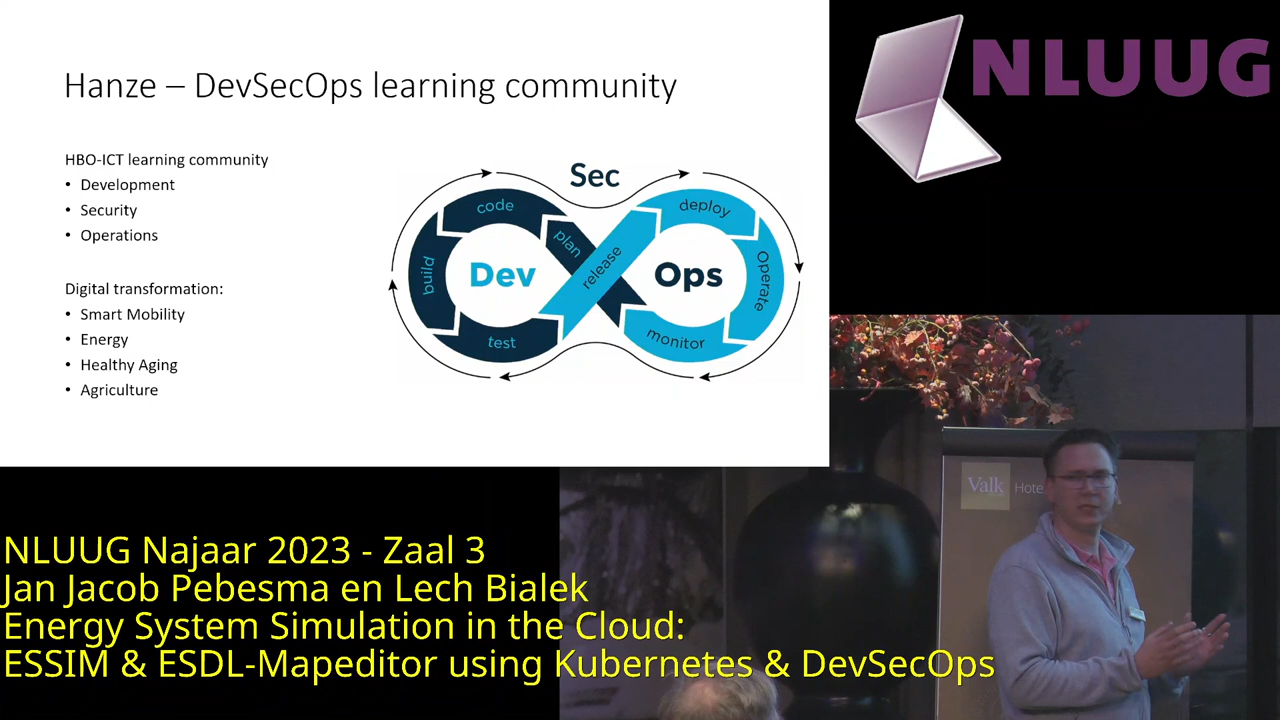 Hanze – DevSecOps learning community
HBO-ICT learning community
• Development
• Security
• Operations
Digital transformation:
• Smart Mobility
• Energy
• Healthy Aging
• Agriculture
Sec
code
plan
build
Dev
test
release
deploy
Ops
Operate
monitor
NLUUG
Valk Hote
NLUUG Najaar 2023 - Zaal 3
Jan Jacob Pebesma en Lech Bialek
Energy System Simulation in the Cloud:
ESSIM & ESDL-Mapeditor using Kubernetes & DevSecOps